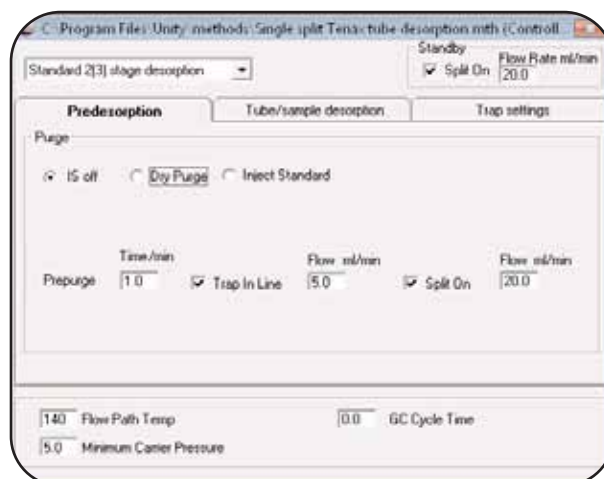 C: Program Files Unity methods Single split Tenax tube desorption.mth (Controll
Standby
Standard 2(3) stage desorption
Split On
Flow Rate ml/min
20.0
Predesorption
Tube/sample desorption
Trap settings
Purge
IS off
Dry Purge
Inject Standard
Time/min
Flow ml/min
Flow ml/min
Prepurge
1.0
Trap In Line
5.0
Split On
20.0
140 Flow Path Temp
0.0 GC Cycle Time
5.0 Minimum Carrier Pressure